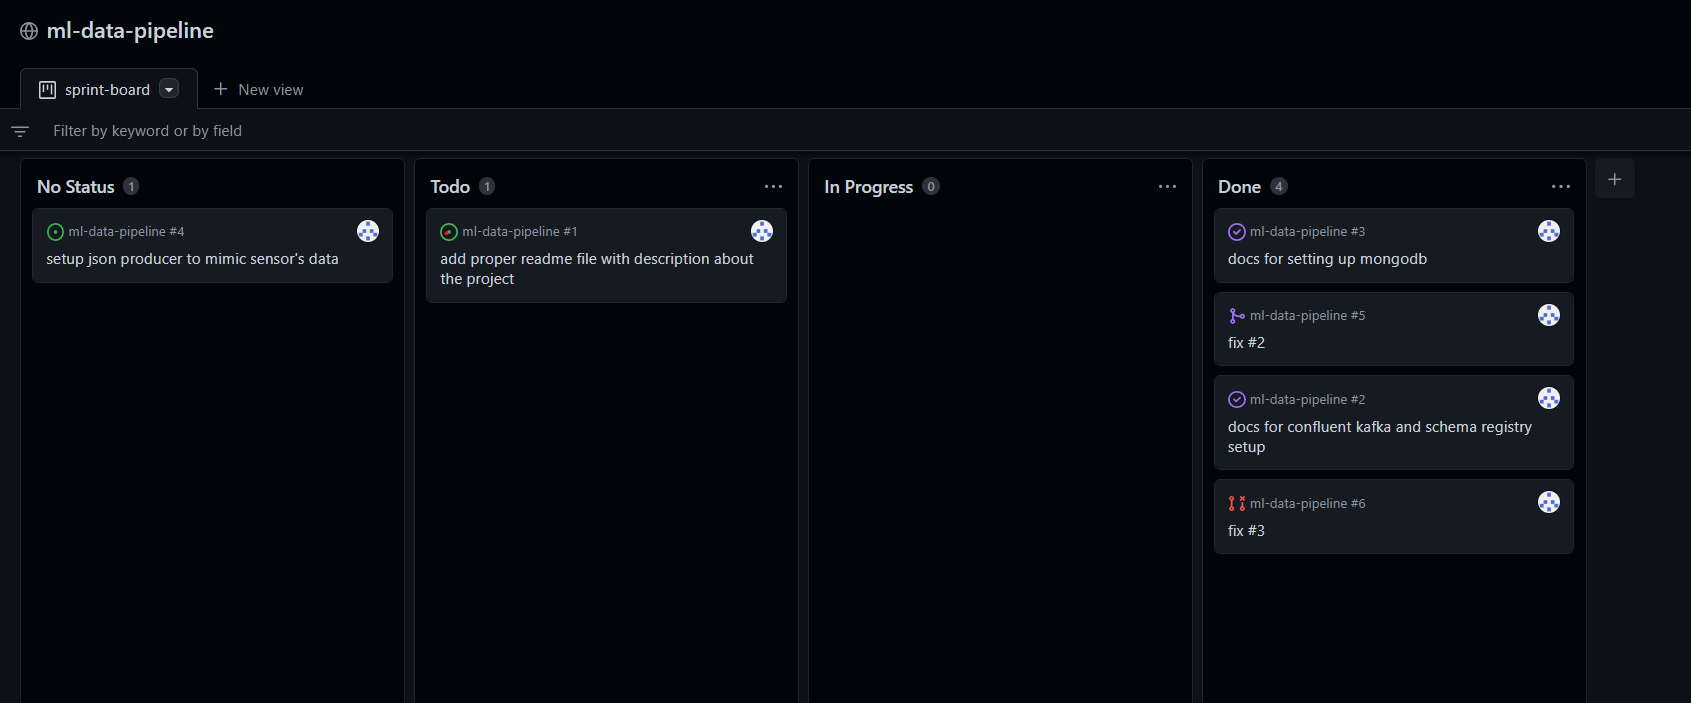 ml-data-pipeline
sprint-board
New view
Filter by keyword or by field
No Status 1
ml-data-pipeline #4
setup json producer to mimic sensor's data
Todo 1
ml-data-pipeline #1
add proper readme file with description about
the project
In Progress 0
Done 4
ml-data-pipeline #3
docs for setting up mongodb
ml-data-pipeline #5
fix #2
ml-data-pipeline #2
docs for confluent kafka and schema registry
setup
ml-data-pipeline #6
fix #3